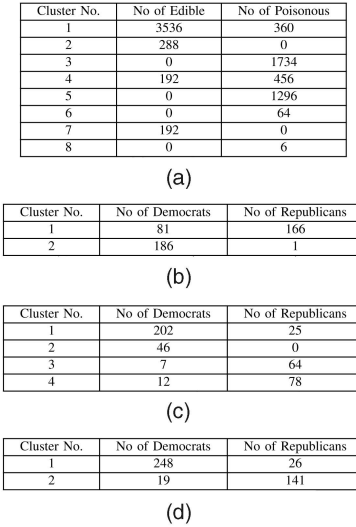 Cluster No. No of Edible No of Poisonous
1 3536 360
2 288 0
3 0 1734
4 192 456
5 0 1296
6 0 64
7 192 0
8 0 6
(a)
Cluster No. No of Democrats No of Republicans
1 81 166
2 186 1
(b)
Cluster No. No of Democrats No of Republicans
1 202 25
2 46 0
3 7 64
4 12 78
(c)
Cluster No. No of Democrats No of Republicans
1 248 26
2 19 141
(d)